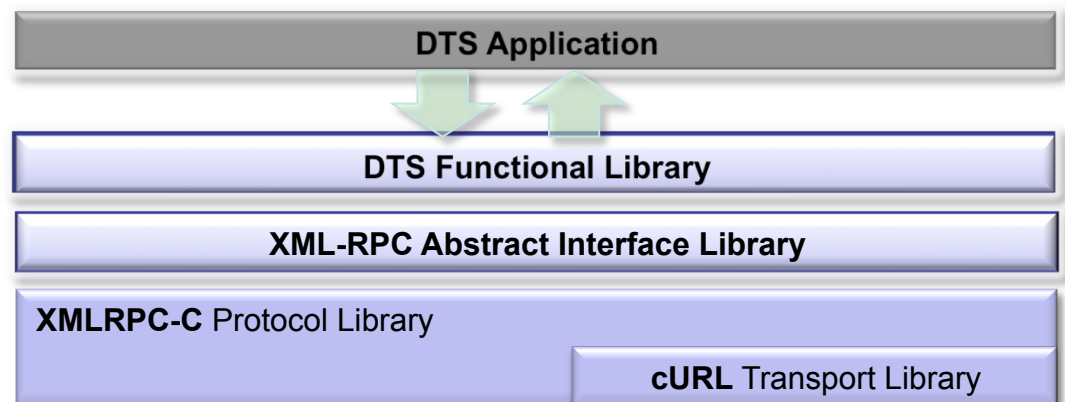 DTS Application
DTS Functional Library
XML-RPC Abstract Interface Library
XMLRPC-C Protocol Library
cURL Transport Library